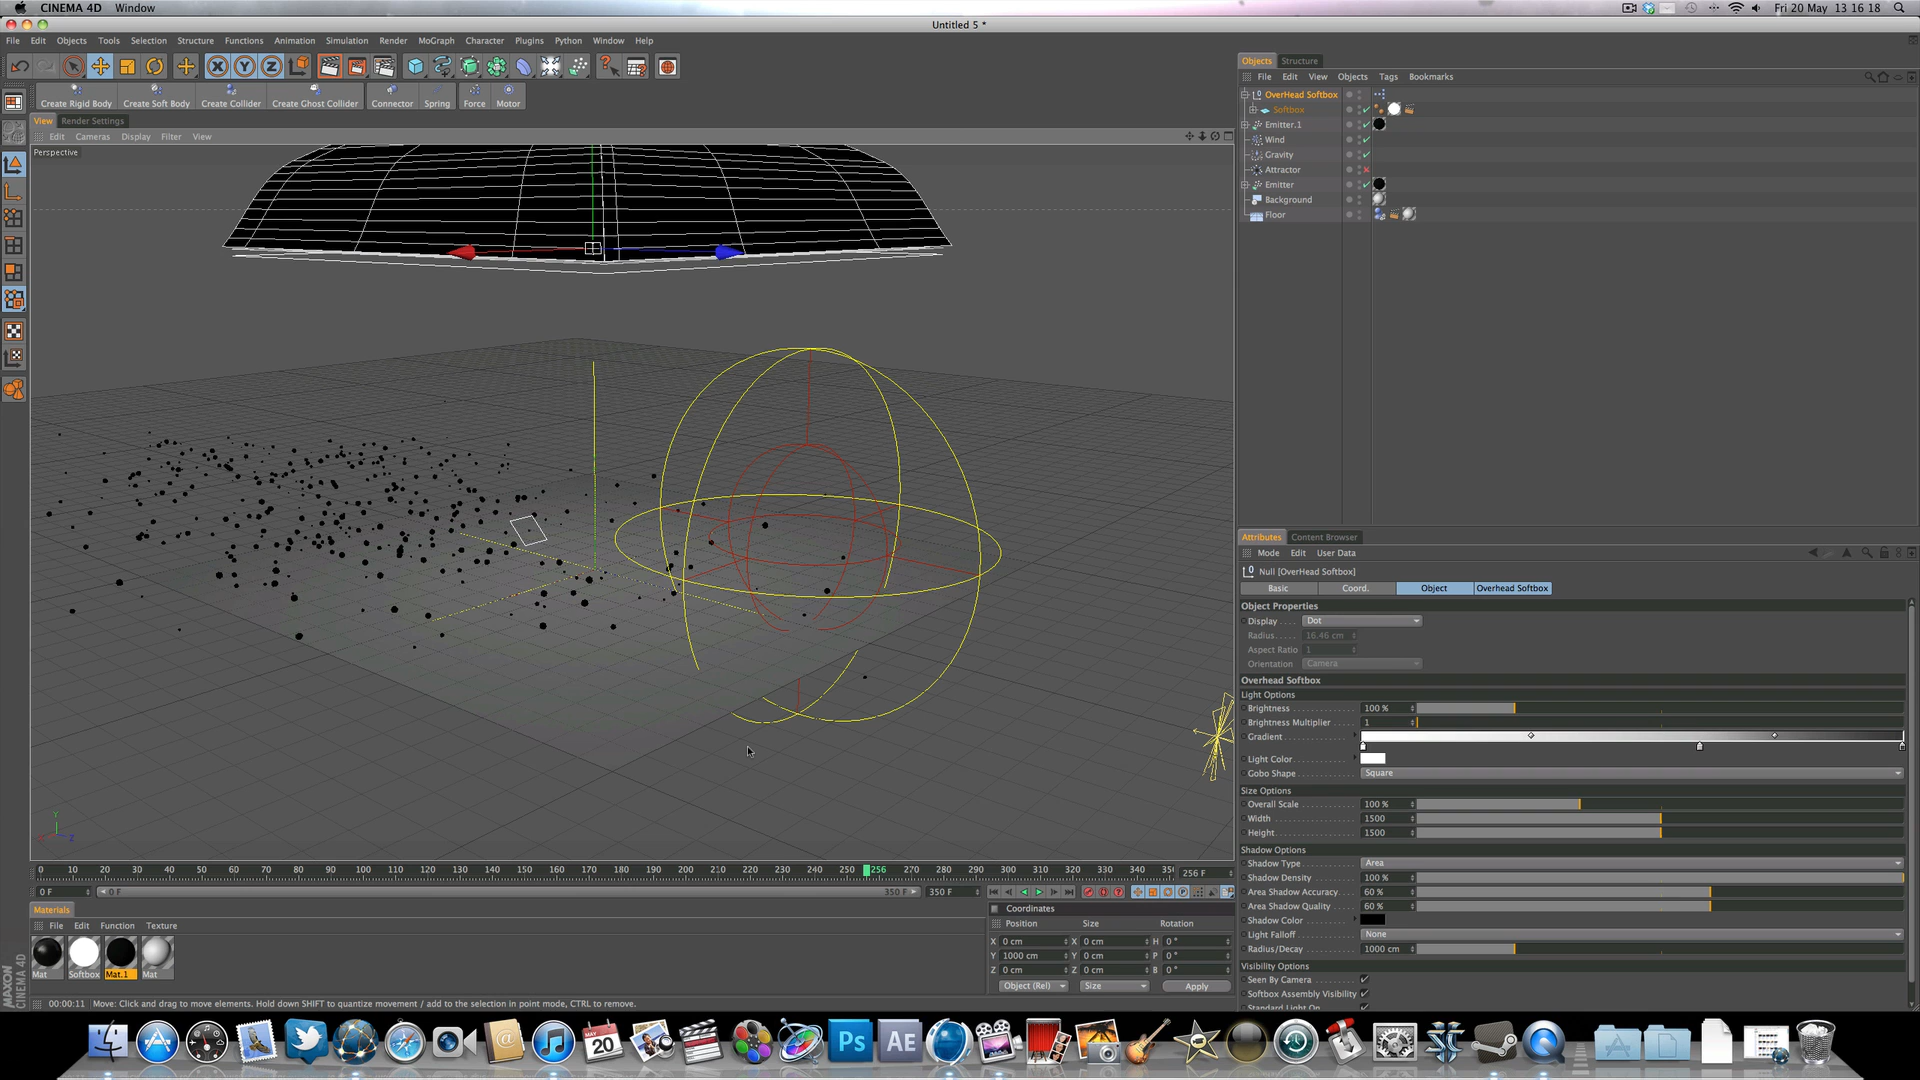 CINEMA 4D Window Fri 20 May 13 16 18
Untitled 5 *
File Edit Objects Tools Selection Structure Functions Animation Simulation Render MoGraph Character Plugins Python Window Help
X Y Z
Create Rigid Body Create Soft Body Create Collider Create Ghost Collider Connector Spring Force Motor
View Render Settings
Edit Cameras Display Filter View
Perspective
Y
Z
0 10 20 30 40 50 60 70 80 90 100 110 120 130 140 150 160 170 180 190 200 210 220 230 240 250 256 270 280 290 300 310 320 330 340 256 F
0 F 0 F 350 F 350 F
Materials
File Edit Function Texture
Mat Softbox Mat.1 Mat
MAXON CINEMA 4D
Coordinates
Position Size Rotation
X 0 cm X 0 cm H 0 °
Y 1000 cm Y 0 cm P 0 °
Z 0 cm Z 0 cm B 0 °
Object (Rel) Size Apply
00:00:11 Move: Click and drag to move elements. Hold down SHIFT to quantize movement / add to the selection in point mode, CTRL to remove.
Objects Structure
File Edit View Objects Tags Bookmarks
OverHead Softbox
Softbox
Emitter.1
Wind
Gravity
Attractor
Emitter
Background
Floor
Attributes Content Browser
Mode Edit User Data
Null [OverHead Softbox]
Basic Coord. Object Overhead Softbox
Object Properties
Display Dot
Radius 16.46 cm
Aspect Ratio 1
Orientation Camera
Overhead Softbox
Light Options
Brightness 100 %
Brightness Multiplier 1
Gradient
Light Color
Gobo Shape Square
Size Options
Overall Scale 100 %
Width 1500
Height 1500
Shadow Options
Shadow Type Area
Shadow Density 100 %
Area Shadow Accuracy 60 %
Area Shadow Quality 60 %
Shadow Color
Light Falloff None
Radius/Decay 1000 cm
Visibility Options
Seen By Camera
Softbox Assembly Visibility
Standard Light On
MAY
20
Ps AE